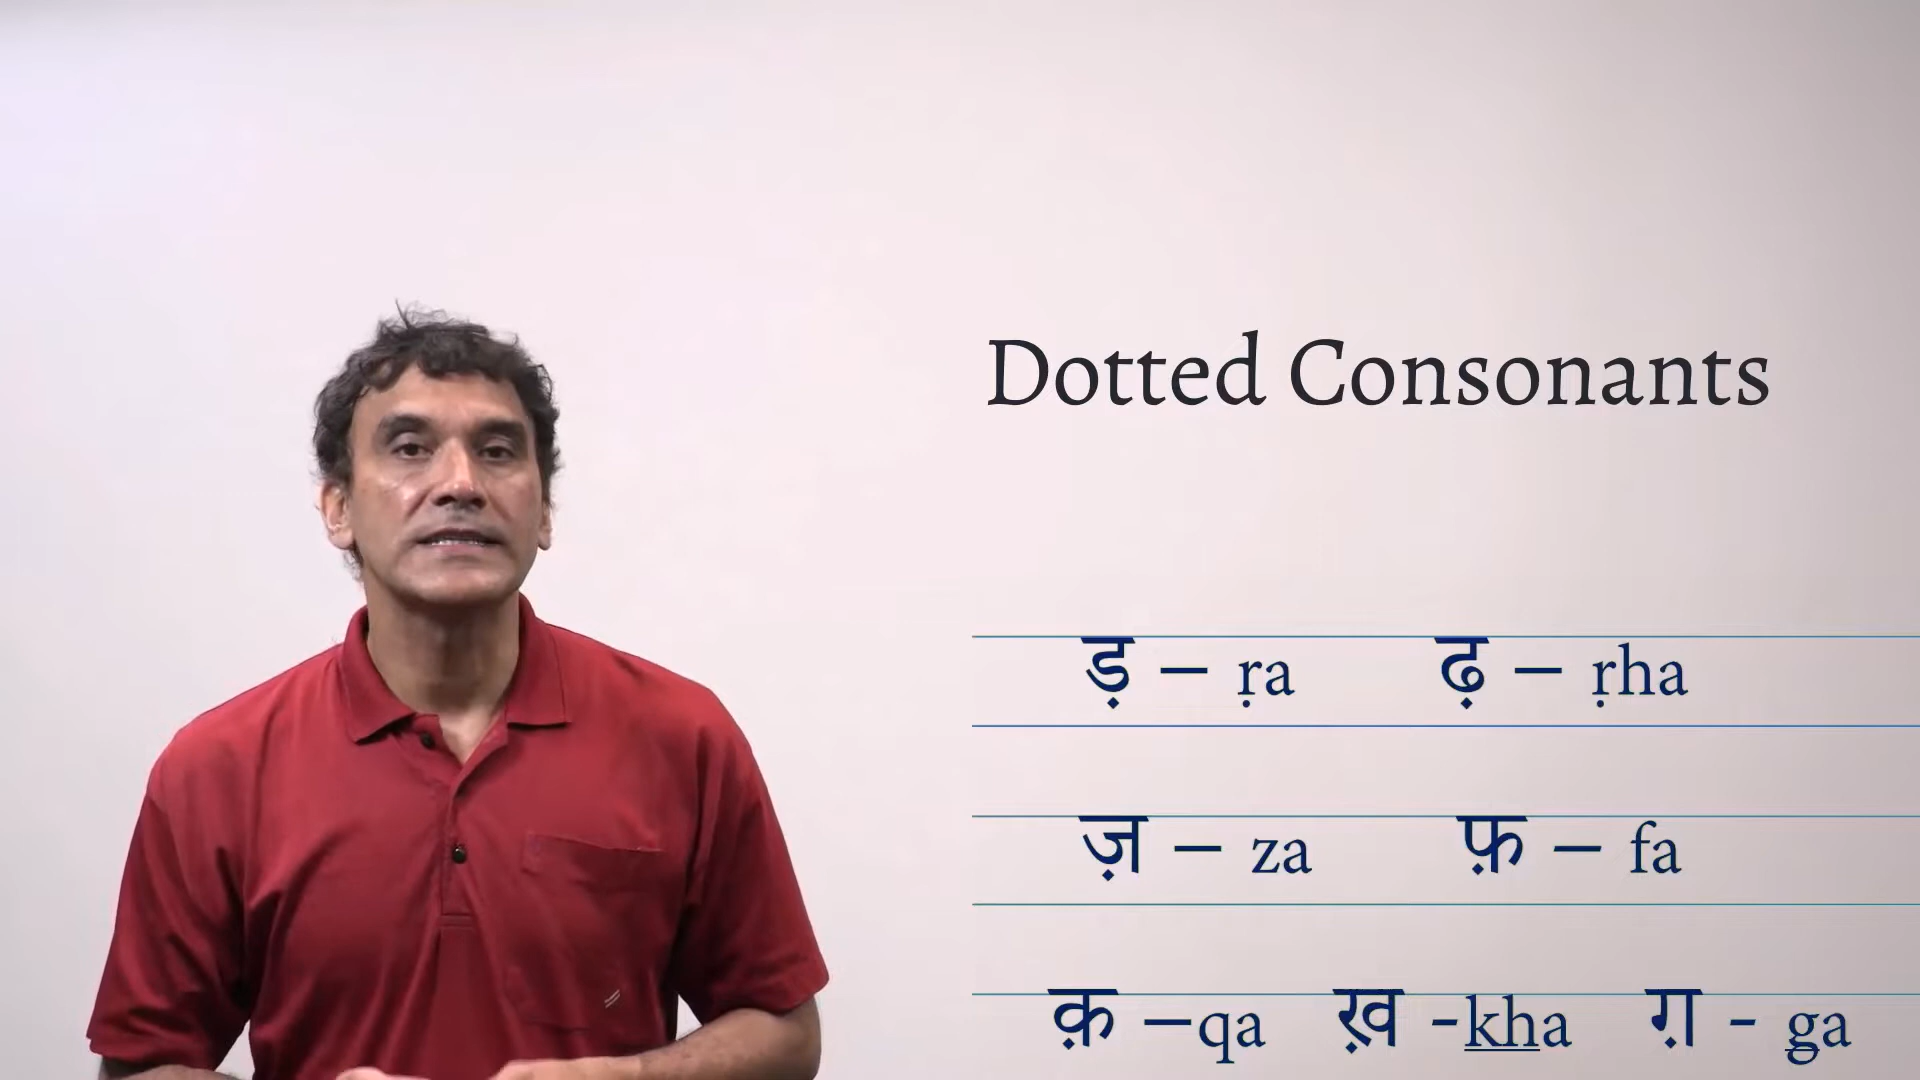 Dotted Consonants
ड़ – ṛa ढ़ – ṛha
ज़ – za फ़ – fa
क़ –qa ख़ -kha ग़ - ga